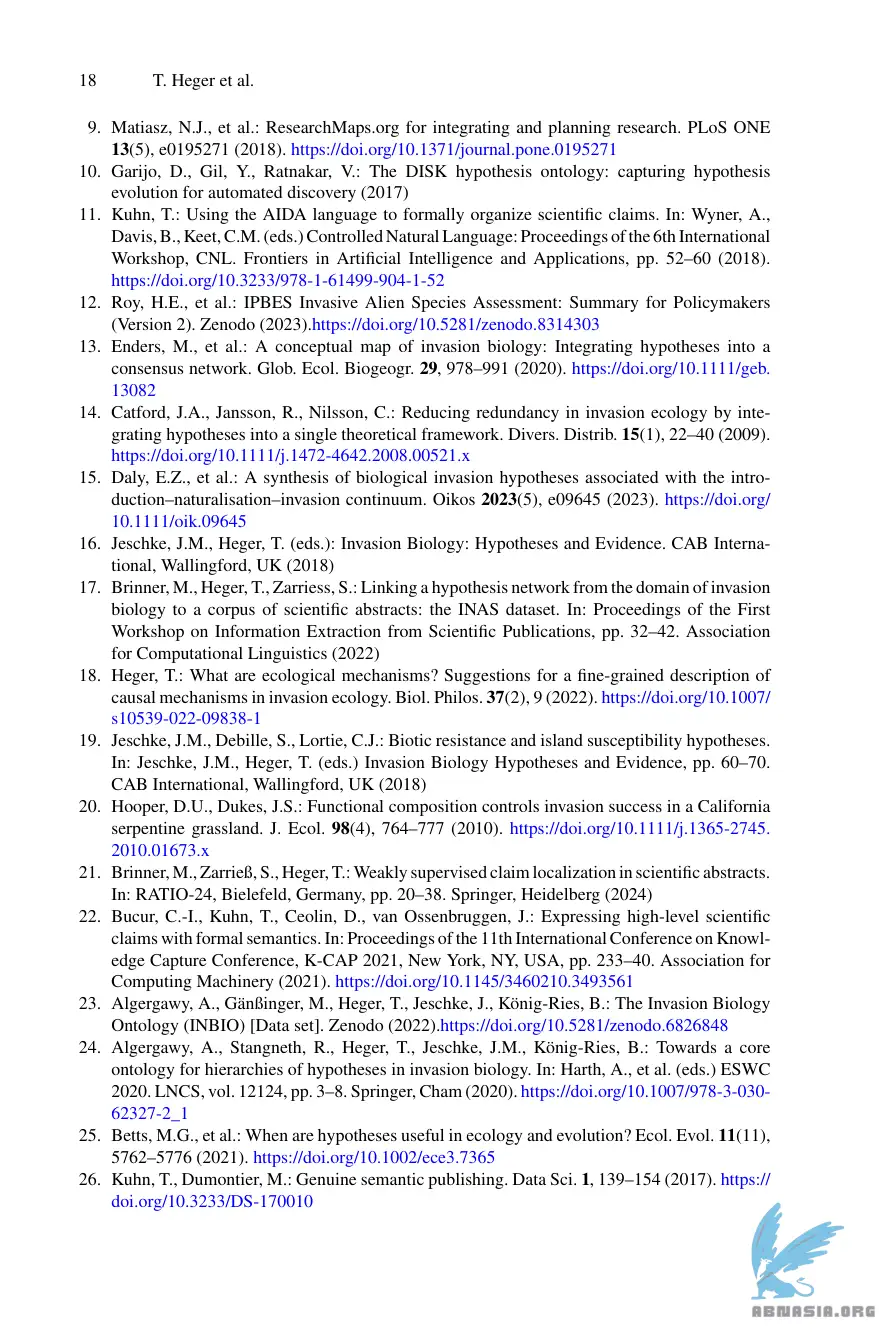 18 T. Heger et al.
9. Matiasz, N.J., et al.: ResearchMaps.org for integrating and planning research. PLoS ONE
13(5), e0195271 (2018). https://doi.org/10.1371/journal.pone.0195271
10. Garijo, D., Gil, Y., Ratnakar, V.: The DISK hypothesis ontology: capturing hypothesis
evolution for automated discovery (2017)
11. Kuhn, T.: Using the AIDA language to formally organize scientific claims. In: Wyner, A.,
Davis, B., Keet, C.M. (eds.) Controlled Natural Language: Proceedings of the 6th International
Workshop, CNL. Frontiers in Artificial Intelligence and Applications, pp. 52–60 (2018).
https://doi.org/10.3233/978-1-61499-904-1-52
12. Roy, H.E., et al.: IPBES Invasive Alien Species Assessment: Summary for Policymakers
(Version 2). Zenodo (2023).https://doi.org/10.5281/zenodo.8314303
13. Enders, M., et al.: A conceptual map of invasion biology: Integrating hypotheses into a
consensus network. Glob. Ecol. Biogeogr. 29, 978–991 (2020). https://doi.org/10.1111/geb.
13082
14. Catford, J.A., Jansson, R., Nilsson, C.: Reducing redundancy in invasion ecology by inte-
grating hypotheses into a single theoretical framework. Divers. Distrib. 15(1), 22–40 (2009).
https://doi.org/10.1111/j.1472-4642.2008.00521.x
15. Daly, E.Z., et al.: A synthesis of biological invasion hypotheses associated with the intro-
duction–naturalisation–invasion continuum. Oikos 2023(5), e09645 (2023). https://doi.org/
10.1111/oik.09645
16. Jeschke, J.M., Heger, T. (eds.): Invasion Biology: Hypotheses and Evidence. CAB Interna-
tional, Wallingford, UK (2018)
17. Brinner, M., Heger, T., Zarriess, S.: Linking a hypothesis network from the domain of invasion
biology to a corpus of scientific abstracts: the INAS dataset. In: Proceedings of the First
Workshop on Information Extraction from Scientific Publications, pp. 32–42. Association
for Computational Linguistics (2022)
18. Heger, T.: What are ecological mechanisms? Suggestions for a fine-grained description of
causal mechanisms in invasion ecology. Biol. Philos. 37(2), 9 (2022). https://doi.org/10.1007/
s10539-022-09838-1
19. Jeschke, J.M., Debille, S., Lortie, C.J.: Biotic resistance and island susceptibility hypotheses.
In: Jeschke, J.M., Heger, T. (eds.) Invasion Biology Hypotheses and Evidence, pp. 60–70.
CAB International, Wallingford, UK (2018)
20. Hooper, D.U., Dukes, J.S.: Functional composition controls invasion success in a California
serpentine grassland. J. Ecol. 98(4), 764–777 (2010). https://doi.org/10.1111/j.1365-2745.
2010.01673.x
21. Brinner, M., Zarrieß, S., Heger, T.: Weakly supervised claim localization in scientific abstracts.
In: RATIO-24, Bielefeld, Germany, pp. 20–38. Springer, Heidelberg (2024)
22. Bucur, C.-I., Kuhn, T., Ceolin, D., van Ossenbruggen, J.: Expressing high-level scientific
claims with formal semantics. In: Proceedings of the 11th International Conference on Knowl-
edge Capture Conference, K-CAP 2021, New York, NY, USA, pp. 233–40. Association for
Computing Machinery (2021). https://doi.org/10.1145/3460210.3493561
23. Algergawy, A., Gänßinger, M., Heger, T., Jeschke, J., König-Ries, B.: The Invasion Biology
Ontology (INBIO) [Data set]. Zenodo (2022).https://doi.org/10.5281/zenodo.6826848
24. Algergawy, A., Stangneth, R., Heger, T., Jeschke, J.M., König-Ries, B.: Towards a core
ontology for hierarchies of hypotheses in invasion biology. In: Harth, A., et al. (eds.) ESWC
2020. LNCS, vol. 12124, pp. 3–8. Springer, Cham (2020). https://doi.org/10.1007/978-3-030-
62327-2_1
25. Betts, M.G., et al.: When are hypotheses useful in ecology and evolution? Ecol. Evol. 11(11),
5762–5776 (2021). https://doi.org/10.1002/ece3.7365
26. Kuhn, T., Dumontier, M.: Genuine semantic publishing. Data Sci. 1, 139–154 (2017). https://
doi.org/10.3233/DS-170010
ABNASIA.ORG